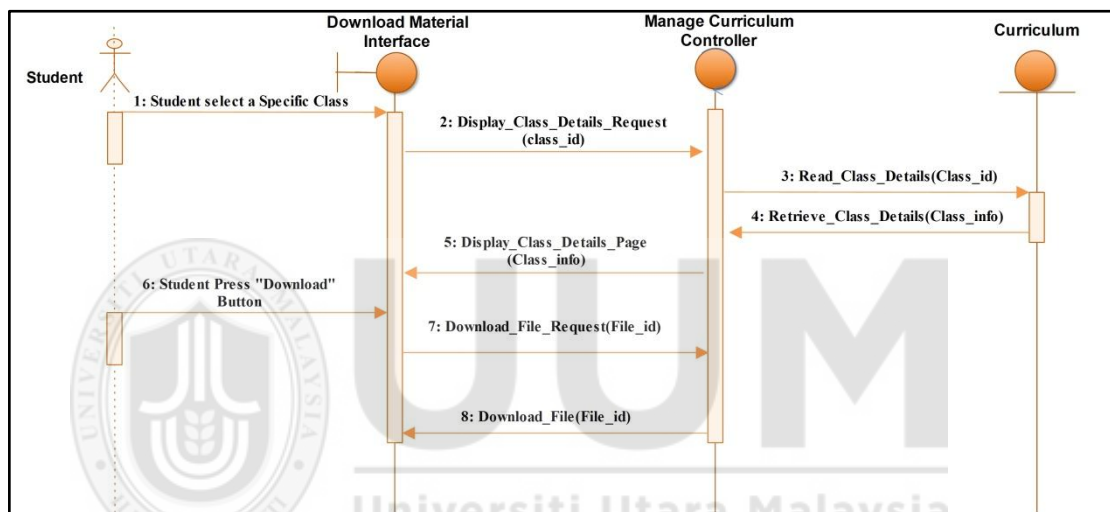 Download Material
Interface
Manage Curriculum
Controller
Curriculum
Student
1: Student select a Specific Class
2: Display_Class_Details_Request
(class_id)
3: Read_Class_Details(Class_id)
4: Retrieve_Class_Details(Class_info)
5: Display_Class_Details_Page
(Class_info)
6: Student Press "Download"
Button
7: Download_File_Request(File_id)
8: Download_File(File_id)
UNIVERSITI UTARA MALAYSIA
UUM
Universiti Utara Malaysia